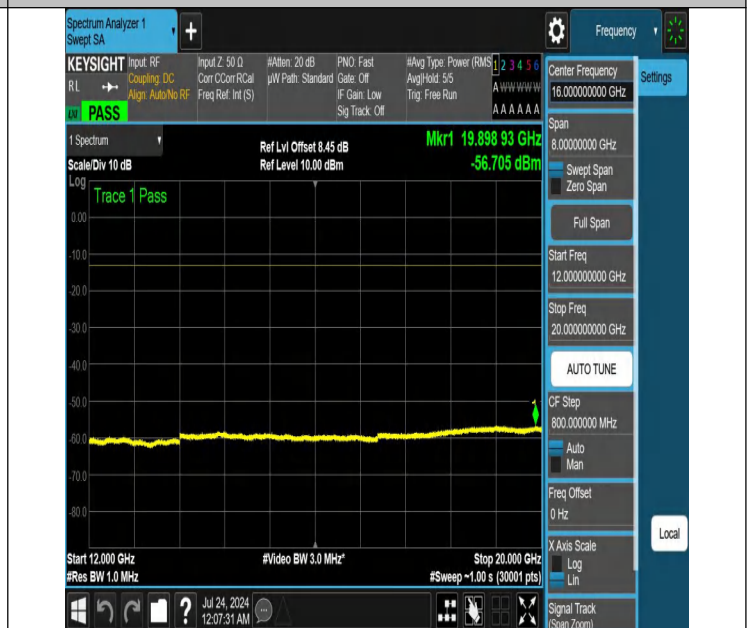 Spectrum Analyzer 1
Swept SA
Frequency
KEYSIGHT
RL
PASS
Input: RF
Coupling: DC
Align: Auto/No RF
Input Z: 50 Ω
Corr CCorr RCal
Freq Ref: Int (S)
#Atten: 20 dB
µW Path: Standard
PNO: Fast
Gate: Off
IF Gain: Low
Sig Track: Off
#Avg Type: Power (RMS
Avg|Hold: 5/5
Trig: Free Run
1 2 3 4 5 6
A W W W W W
A A A A A A
1 Spectrum
Scale/Div 10 dB
Ref Lvl Offset 8.45 dB
Ref Level 10.00 dBm
Mkr1 19.898 93 GHz
-56.705 dBm
Log
Trace 1 Pass
0.00
-10.0
-20.0
-30.0
-40.0
-50.0
-60.0
-70.0
-80.0
1
Start 12.000 GHz
#Res BW 1.0 MHz
#Video BW 3.0 MHz*
Stop 20.000 GHz
#Sweep ~1.00 s (30001 pts)
Jul 24, 2024
12:07:31 AM
Center Frequency
16.000000000 GHz
Settings
Span
8.00000000 GHz
Swept Span
Zero Span
Full Span
Start Freq
12.000000000 GHz
Stop Freq
20.000000000 GHz
AUTO TUNE
CF Step
800.000000 MHz
Auto
Man
Freq Offset
0 Hz
X Axis Scale
Log
Lin
Local
Signal Track
(Span Zoom)